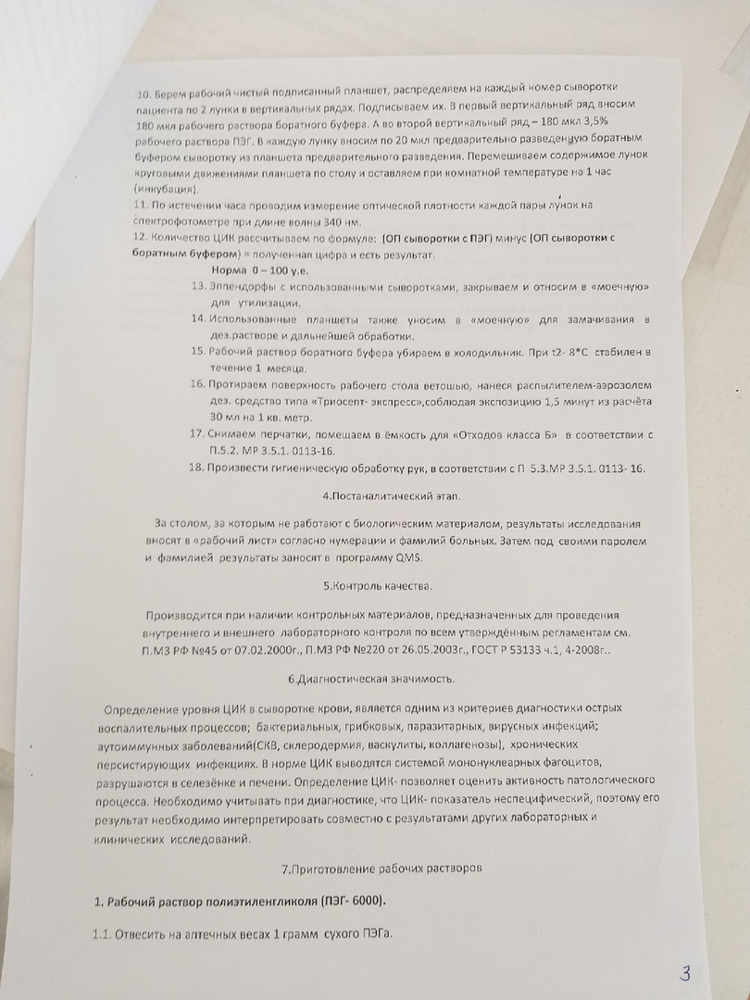 10. Берем рабочий чистый подписанный планшет, распределяем на каждый номер сыворотки
пациента по 2 лунки в вертикальных рядах. Подписываем их. В первый вертикальный ряд вносим
180 мкл рабочего раствора боратного буфера. А во второй вертикальный ряд – 180 мкл 3,5%
рабочего раствора ПЭГ. В каждую лунку вносим по 20 мкл предварительно разведенную боратным
буфером сыворотку из планшета предварительного разведения. Перемешиваем содержимое лунок
круговыми движениями планшета по столу и оставляем при комнатной температуре на 1 час
(инкубация).
11. По истечении часа проводим измерение оптической плотности каждой пары лунок на
спектрофотометре при длине волны 340 нм.
12. Количество ЦИК рассчитываем по формуле: (ОП сыворотки с ПЭГ) минус (ОП сыворотки с
боратным буфером) = полученная цифра и есть результат.
Норма 0 – 100 у.е.
13. Эппендорфы с использованными сыворотками, закрываем и относим в «моечную»
для утилизации.
14. Использованные планшеты также уносим в «моечную» для замачивания в
дез.растворе и дальнейшей обработки.
15. Рабочий раствор боратного буфера убираем в холодильник. При t2- 8*С стабилен в
течение 1 месяца.
16. Протираем поверхность рабочего стола ветошью, нанеся распылителем-аэрозолем
дез. средство типа «Триосепт- экспресс»,соблюдая экспозицию 1,5 минут из расчёта
30 мл на 1 кв. метр.
17. Снимаем перчатки, помещаем в ёмкость для «Отходов класса Б» в соответствии с
П.5.2. МР 3.5.1. 0113-16.
18. Произвести гигиеническую обработку рук, в соответствии с П 5.3.МР 3.5.1. 0113- 16.
4.Постаналитический этап.
За столом, за которым не работают с биологическим материалом, результаты исследования
вносят в «рабочий лист» согласно нумерации и фамилий больных. Затем под своими паролем
и фамилией результаты заносят в программу QMS.
5.Контроль качества.
Производится при наличии контрольных материалов, предназначенных для проведения
внутреннего и внешнего лабораторного контроля по всем утверждённым регламентам см.
П.МЗ РФ №45 от 07.02.2000г., П.МЗ РФ №220 от 26.05.2003г., ГОСТ Р 53133 ч.1, 4-2008г..
6.Диагностическая значимость.
Определение уровня ЦИК в сыворотке крови, является одним из критериев диагностики острых
воспалительных процессов; бактериальных, грибковых, паразитарных, вирусных инфекций;
аутоиммунных заболеваний(СКВ, склеродермия, васкулиты, коллагенозы), хронических
персистирующих инфекциях. В норме ЦИК выводятся системой мононуклеарных фагоцитов,
разрушаются в селезёнке и печени. Определение ЦИК- позволяет оценить активность патологического
процесса. Необходимо учитывать при диагностике, что ЦИК- показатель неспецифический, поэтому его
результат необходимо интерпретировать совместно с результатами других лабораторных и
клинических исследований.
7.Приготовление рабочих растворов
1. Рабочий раствор полиэтиленгликоля (ПЭГ- 6000).
1.1. Отвесить на аптечных весах 1 грамм сухого ПЭГа.
3